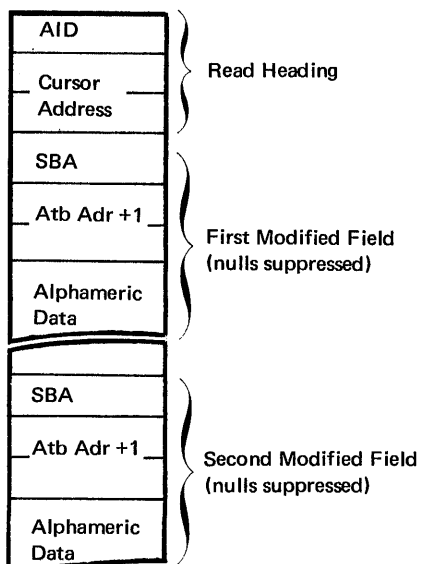 AID
Cursor
Address
Read Heading
SBA
Atb Adr +1
Alphameric
Data
First Modified Field
(nulls suppressed)
SBA
Atb Adr +1
Alphameric
Data
Second Modified Field
(nulls suppressed)